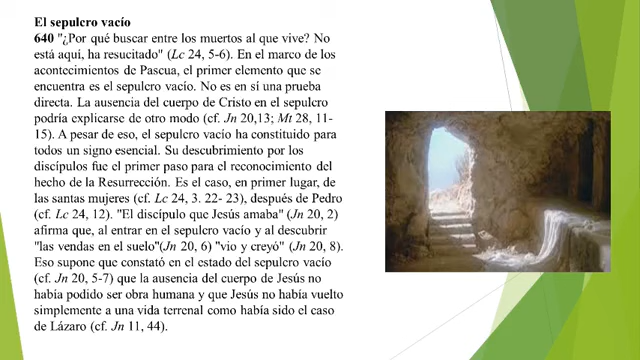 El sepulcro vacío
640 "¿Por qué buscar entre los muertos al que vive? No
está aquí, ha resucitado" (Lc 24, 5-6). En el marco de los
acontecimientos de Pascua, el primer elemento que se
encuentra es el sepulcro vacío. No es en sí una prueba
directa. La ausencia del cuerpo de Cristo en el sepulcro
podría explicarse de otro modo (cf. Jn 20,13; Mt 28, 11-
15). A pesar de eso, el sepulcro vacío ha constituido para
todos un signo esencial. Su descubrimiento por los
discípulos fue el primer paso para el reconocimiento del
hecho de la Resurrección. Es el caso, en primer lugar, de
las santas mujeres (cf. Lc 24, 3. 22- 23), después de Pedro
(cf. Lc 24, 12). "El discípulo que Jesús amaba" (Jn 20, 2)
afirma que, al entrar en el sepulcro vacío y al descubrir
"las vendas en el suelo"(Jn 20, 6) "vio y creyó" (Jn 20, 8).
Eso supone que constató en el estado del sepulcro vacío
(cf. Jn 20, 5-7) que la ausencia del cuerpo de Jesús no
había podido ser obra humana y que Jesús no había vuelto
simplemente a una vida terrenal como había sido el caso
de Lázaro (cf. Jn 11, 44).